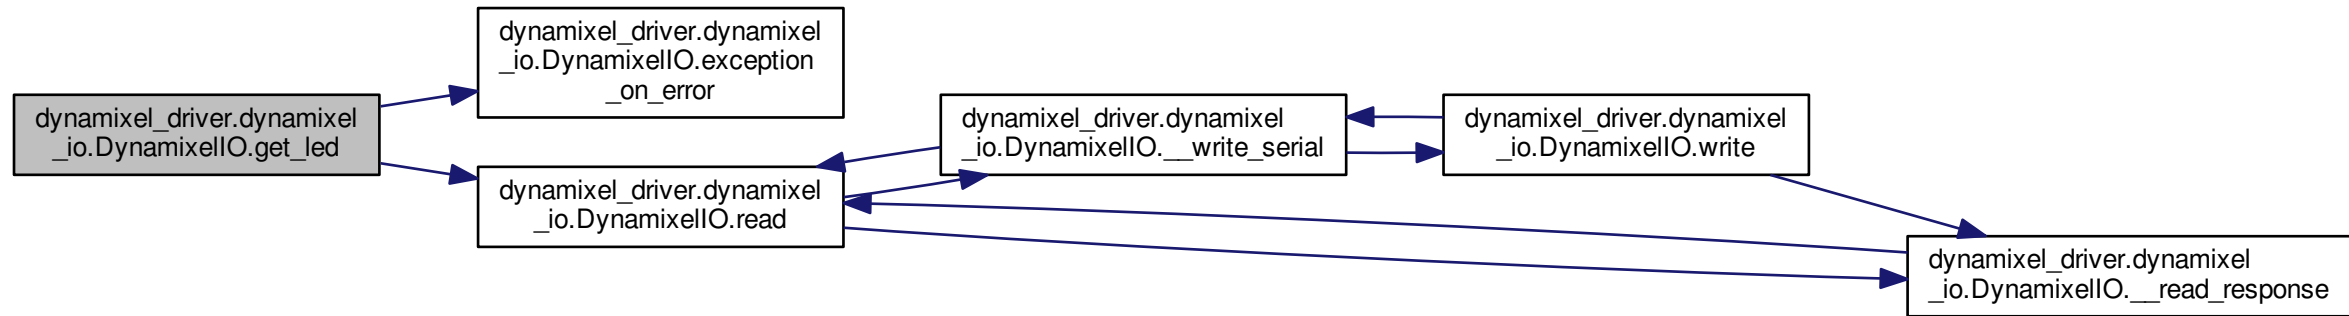 dynamixel_driver.dynamixel
_io.DynamixelIO.get_led
dynamixel_driver.dynamixel
_io.DynamixelIO.exception
_on_error
dynamixel_driver.dynamixel
_io.DynamixelIO.read
dynamixel_driver.dynamixel
_io.DynamixelIO.__write_serial
dynamixel_driver.dynamixel
_io.DynamixelIO.write
dynamixel_driver.dynamixel
_io.DynamixelIO.__read_response